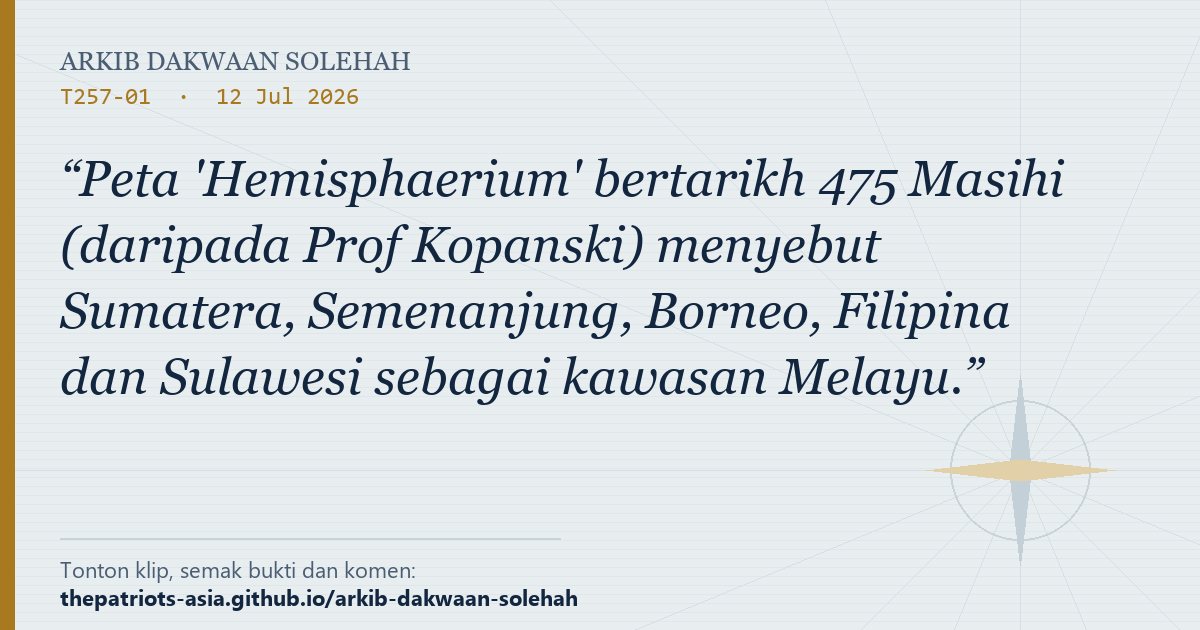 ARKIB DAKWAAN SOLEHAH
T257-01 · 12 Jul 2026
“Peta 'Hemisphaerium' bertarikh 475 Masihi
(daripada Prof Kopanski) menyebut
Sumatera, Semenanjung, Borneo, Filipina
dan Sulawesi sebagai kawasan Melayu.”
Tonton klip, semak bukti dan komen:
thepatriots-asia.github.io/arkib-dakwaan-solehah